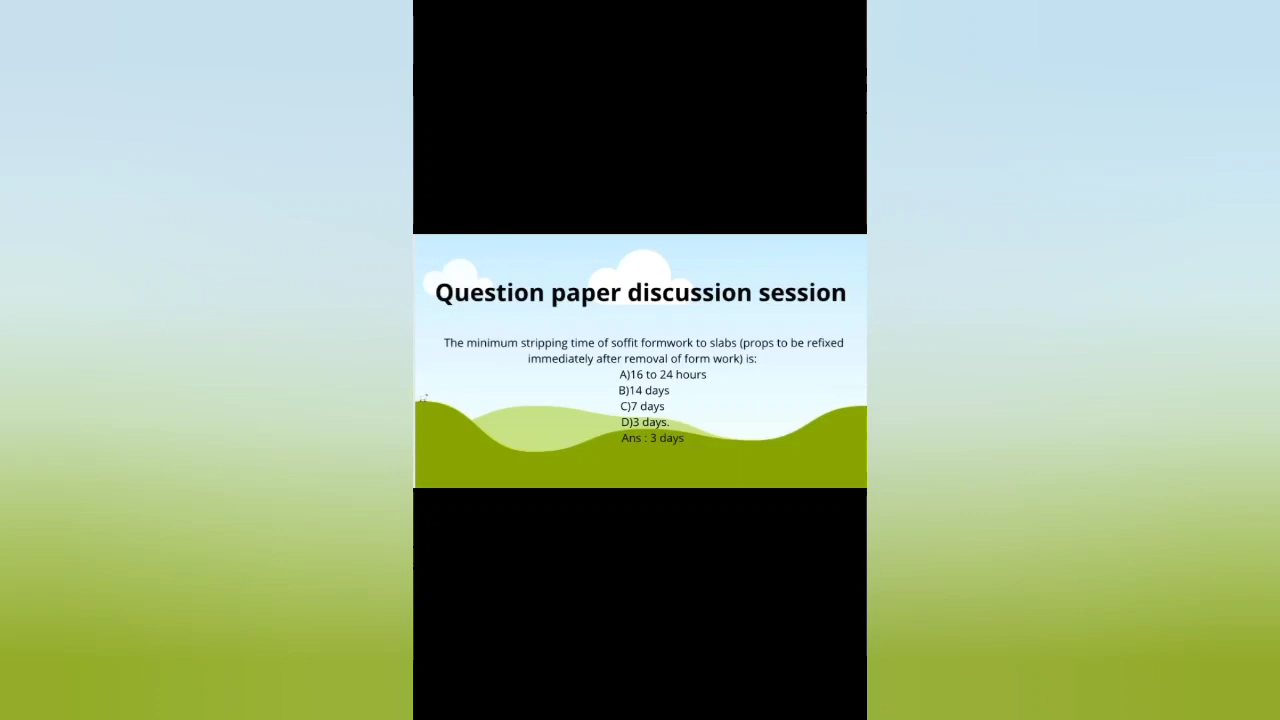 Question paper discussion session
The minimum stripping time of soffit formwork to slabs (props to be refixed
immediately after removal of form work) is:
A)16 to 24 hours
B)14 days
C)7 days
D)3 days.
Ans : 3 days